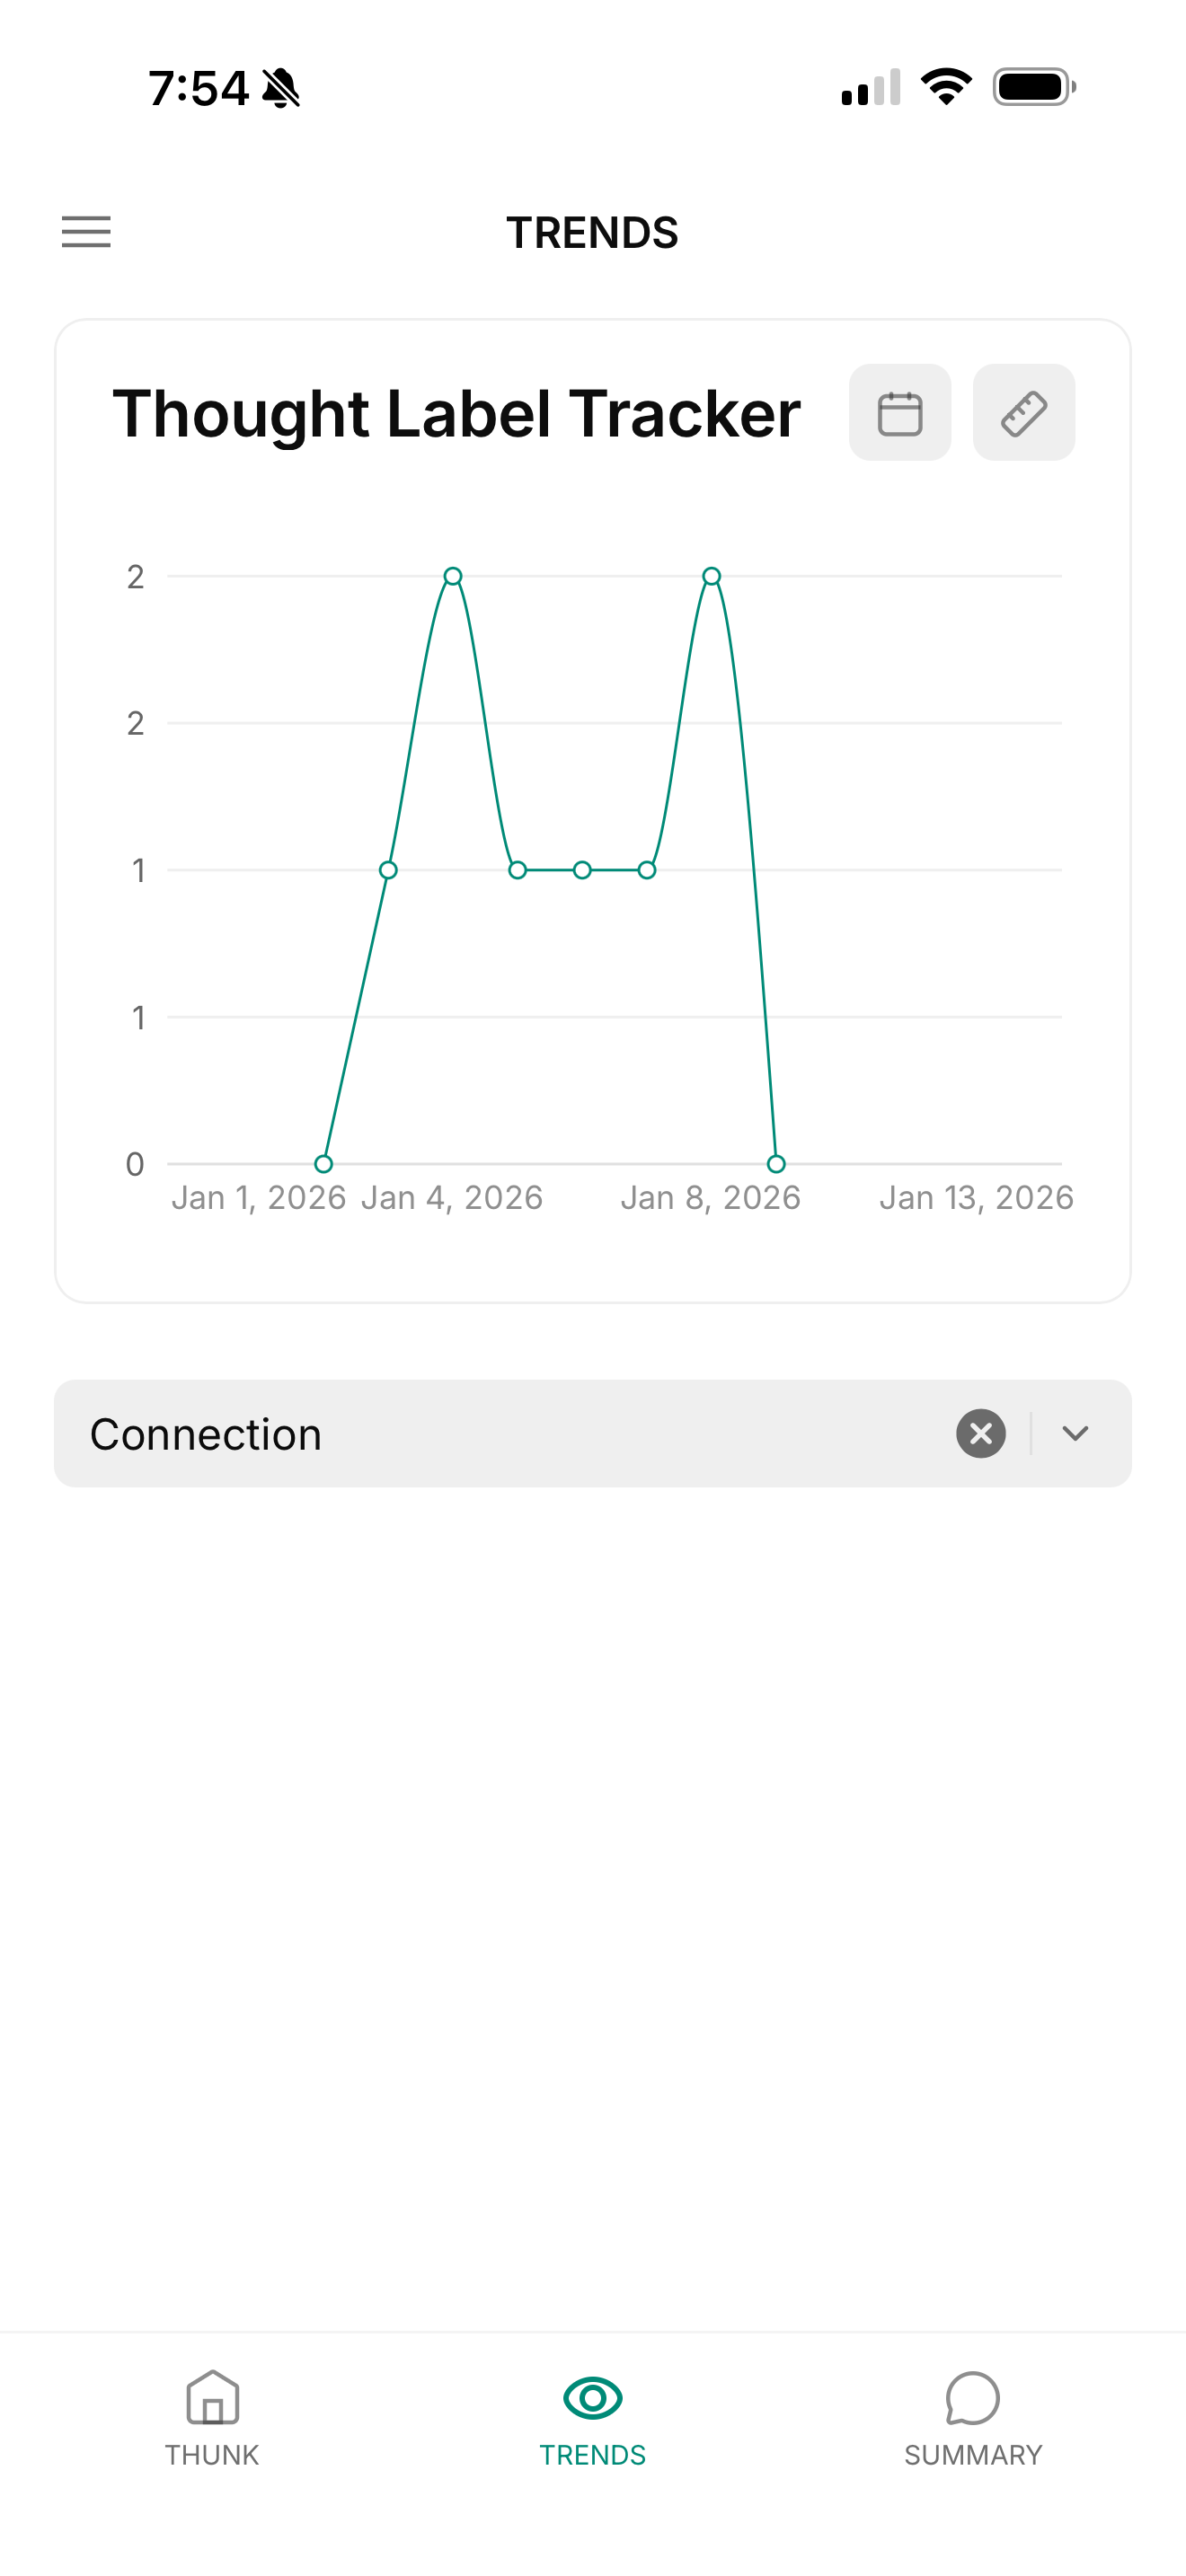 7:54
TRENDS
Thought Label Tracker
2
2
1
1
0
Jan 1, 2026 Jan 4, 2026 Jan 8, 2026 Jan 13, 2026
Connection
THUNK TRENDS SUMMARY